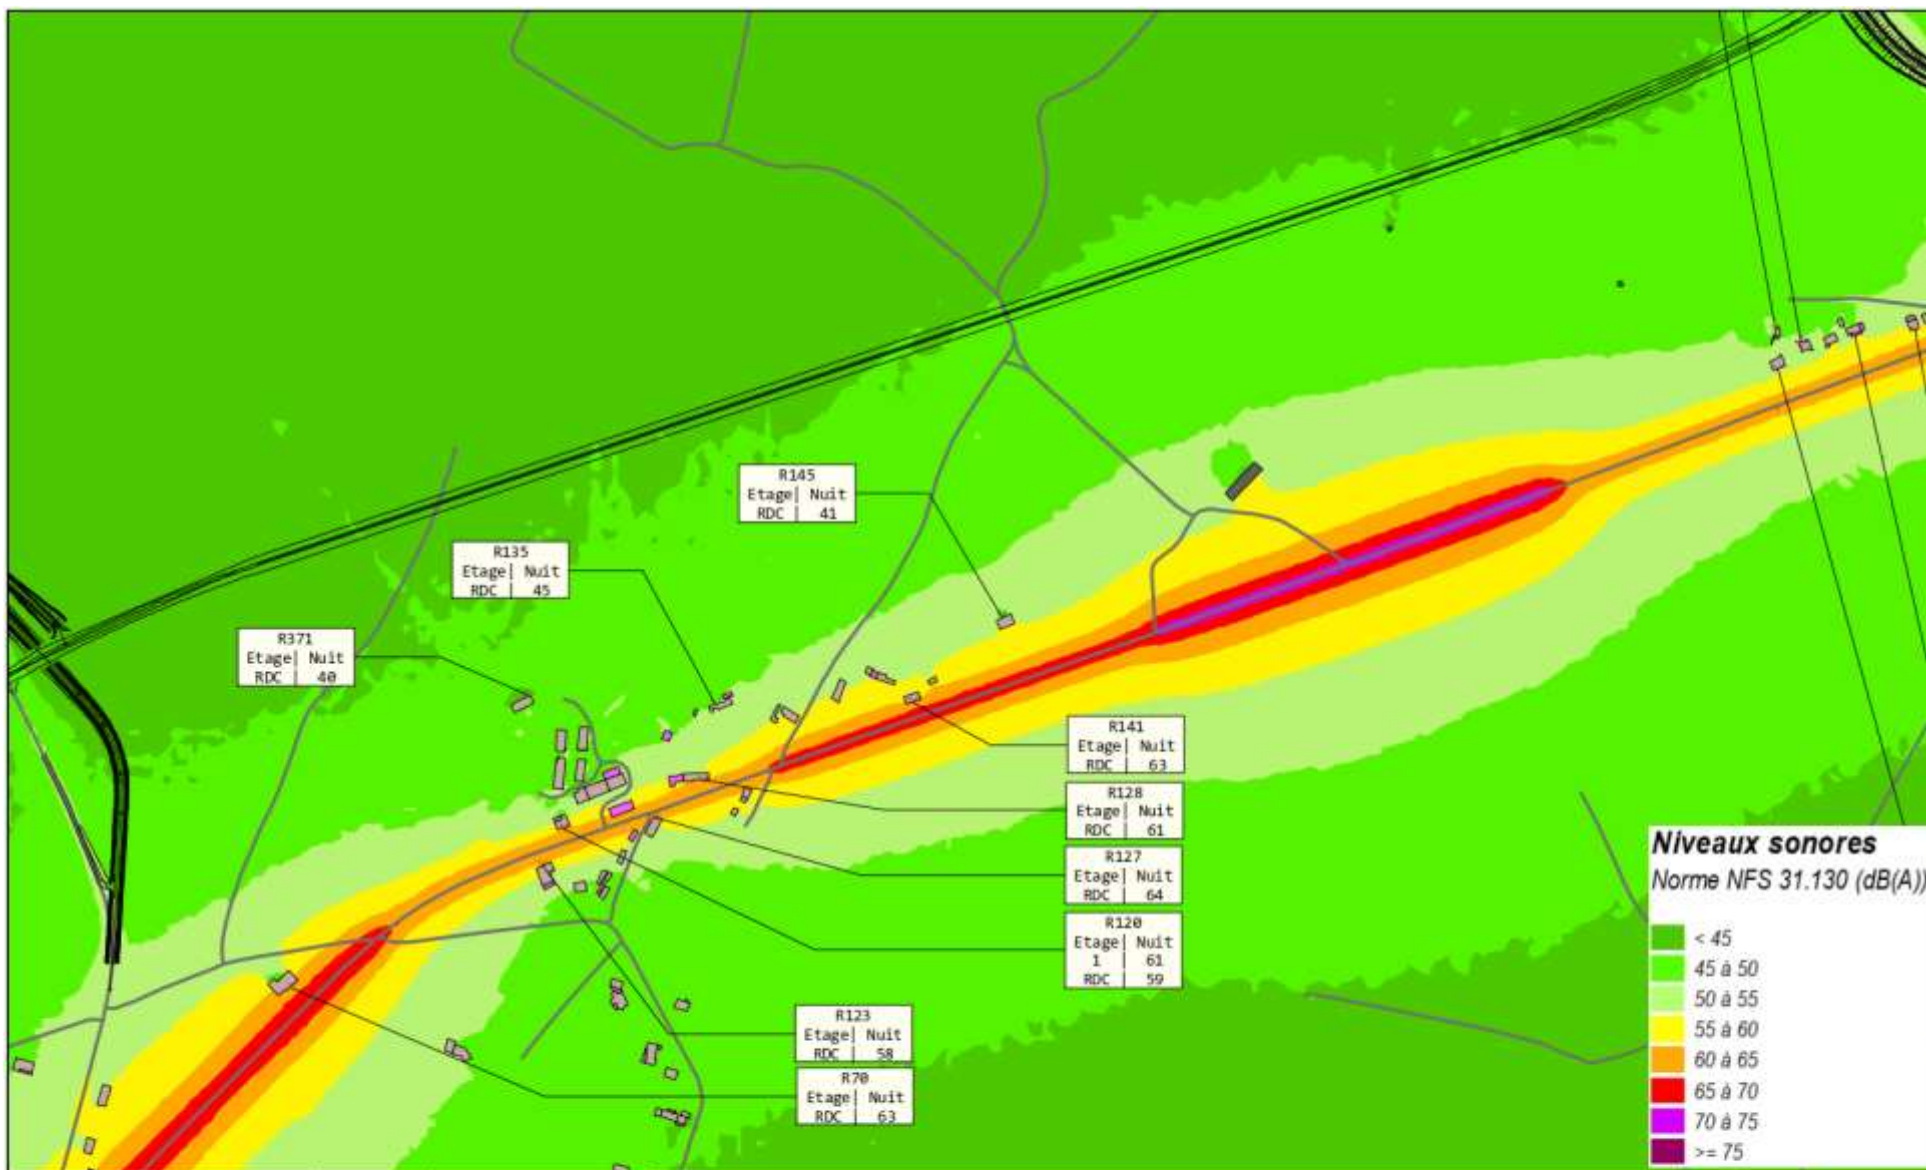 R145
Etage| Nuit
RDC | 41
R135
Etage| Nuit
RDC | 45
R371
Etage| Nuit
RDC | 40
R141
Etage| Nuit
RDC | 63
R128
Etage| Nuit
RDC | 61
R127
Etage| Nuit
RDC | 64
R120
Etage| Nuit
1 | 61
RDC | 59
R123
Etage| Nuit
RDC | 58
R70
Etage| Nuit
RDC | 63
Niveaux sonores
Norme NFS 31.130 (dB(A))
< 45
45 à 50
50 à 55
55 à 60
60 à 65
65 à 70
70 à 75
>= 75